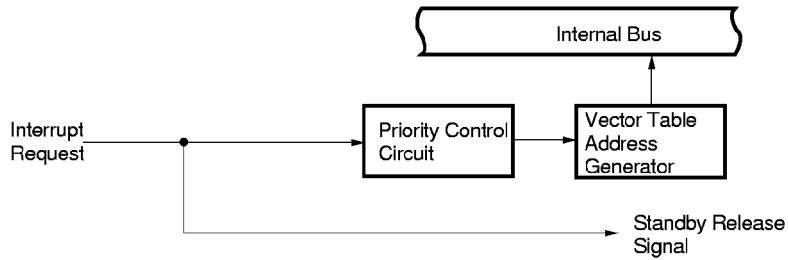 Internal Bus
Interrupt
Request
Priority Control
Circuit
Vector Table
Address
Generator
Standby Release
Signal